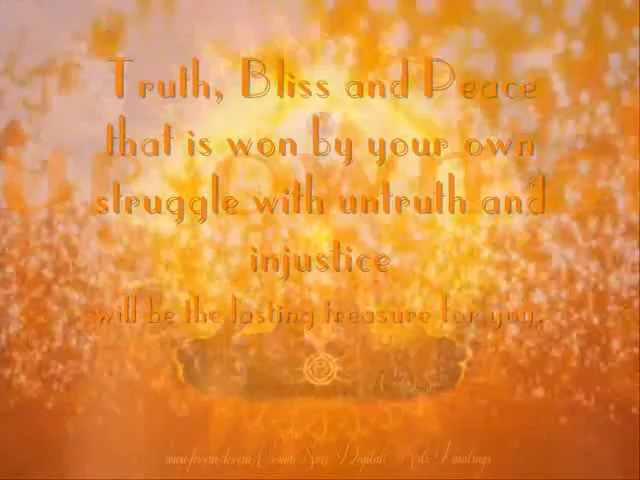 Truth, Bliss and Peace
that is won by your own
struggle with untruth and
injustice
will be the lasting treasure for you.